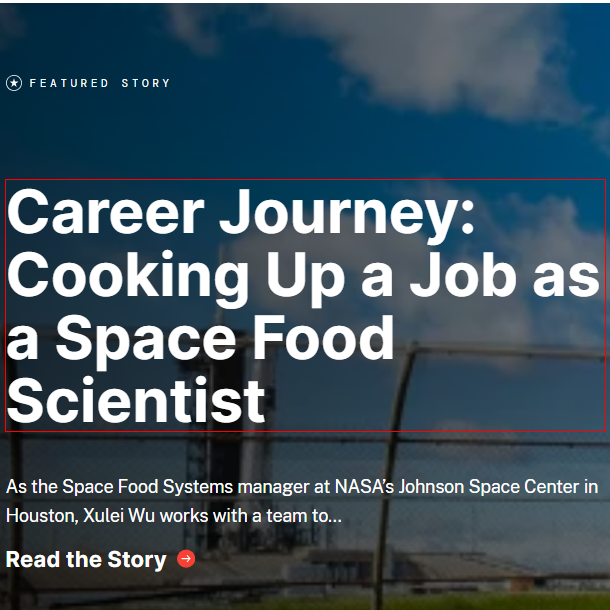 FEATURED STORY
Career Journey:
Cooking Up a Job as
a Space Food
Scientist
As the Space Food Systems manager at NASA’s Johnson Space Center in
Houston, Xulei Wu works with a team to...
Read the Story